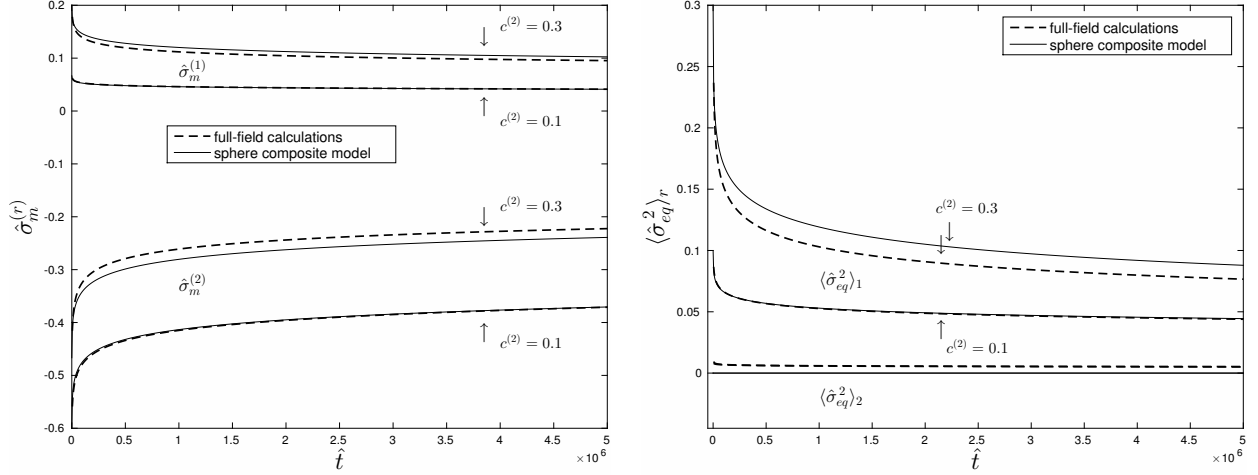 0.2
0.1
0
-0.1
-0.2
-0.3
-0.4
-0.5
-0.6
σ̂_m^(r)
c^(2) = 0.3
σ̂_m^(1)
c^(2) = 0.1
full-field calculations
sphere composite model
c^(2) = 0.3
σ̂_m^(2)
c^(2) = 0.1
0 0.5 1 1.5 2 2.5 3 3.5 4 4.5 5
×10^6
t̂
0.3
0.25
0.2
0.15
0.1
0.05
0
⟨σ̂_eq^2⟩_r
full-field calculations
sphere composite model
c^(2) = 0.3
⟨σ̂_eq^2⟩_1
c^(2) = 0.1
⟨σ̂_eq^2⟩_2
0 0.5 1 1.5 2 2.5 3 3.5 4 4.5 5
×10^6
t̂